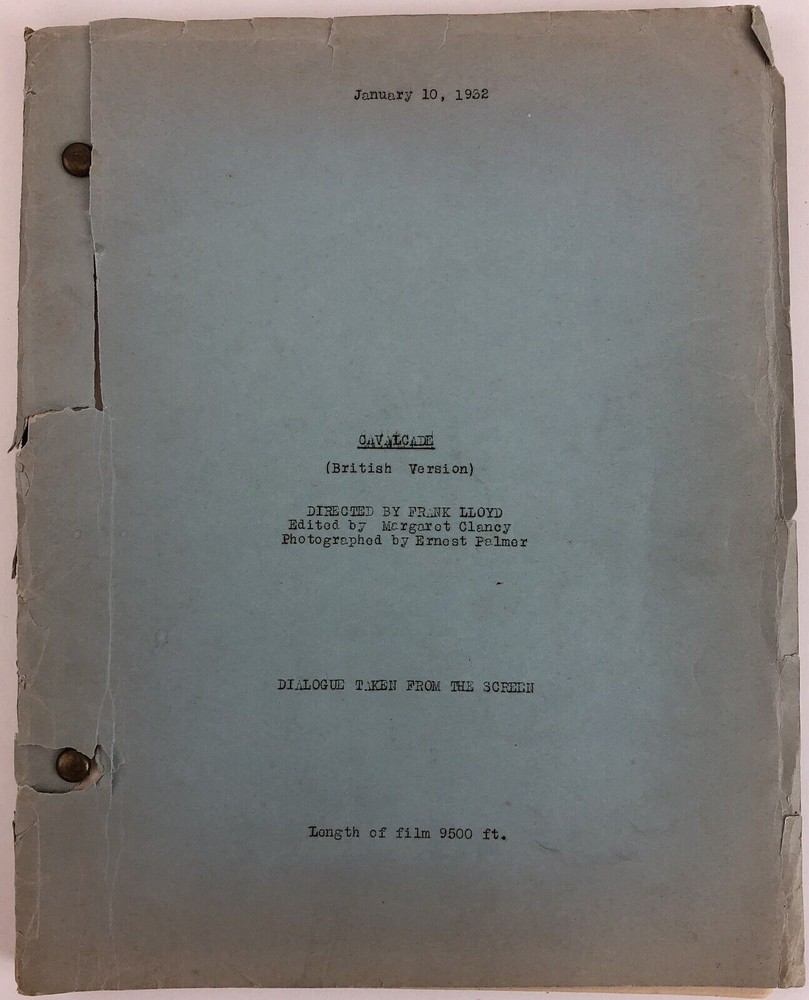 January 10, 1932
CAVALCADE
(British Version)
DIRECTED BY FRANK LLOYD
Edited by Margaret Clancy
Photographed by Ernest Palmer
DIALOGUE TAKEN FROM THE SCREEN
Length of film 9500 ft.